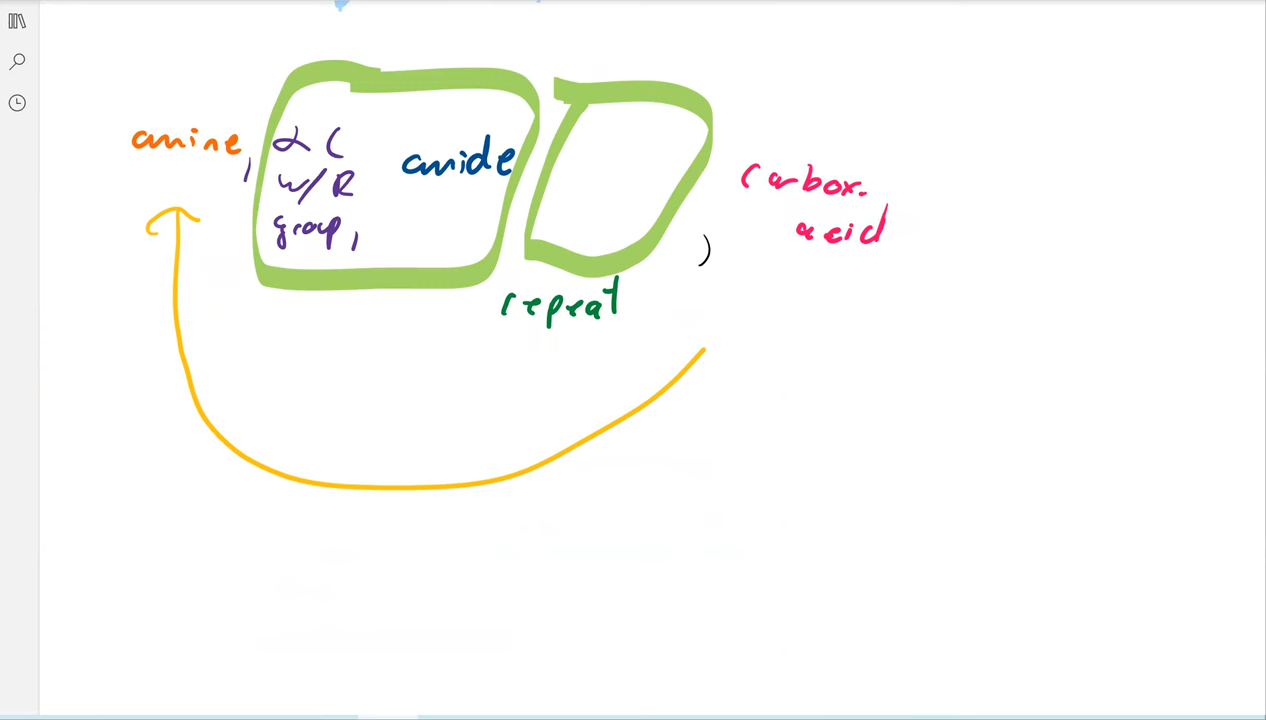 amine,
α C
w/R
group,
amide
repeat
)
carbox.
acid